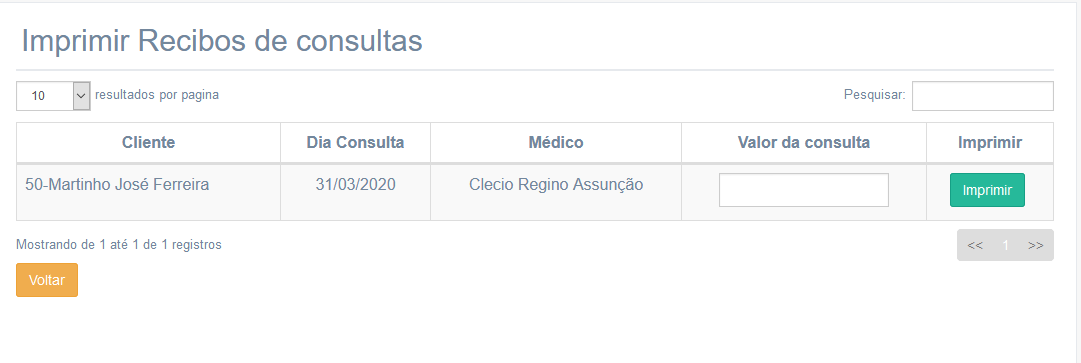 Imprimir Recibos de consultas
10 resultados por pagina Pesquisar:
Cliente Dia Consulta Médico Valor da consulta Imprimir
50-Martinho José Ferreira 31/03/2020 Clecio Regino Assunção Imprimir
Mostrando de 1 até 1 de 1 registros << 1 >>
Voltar